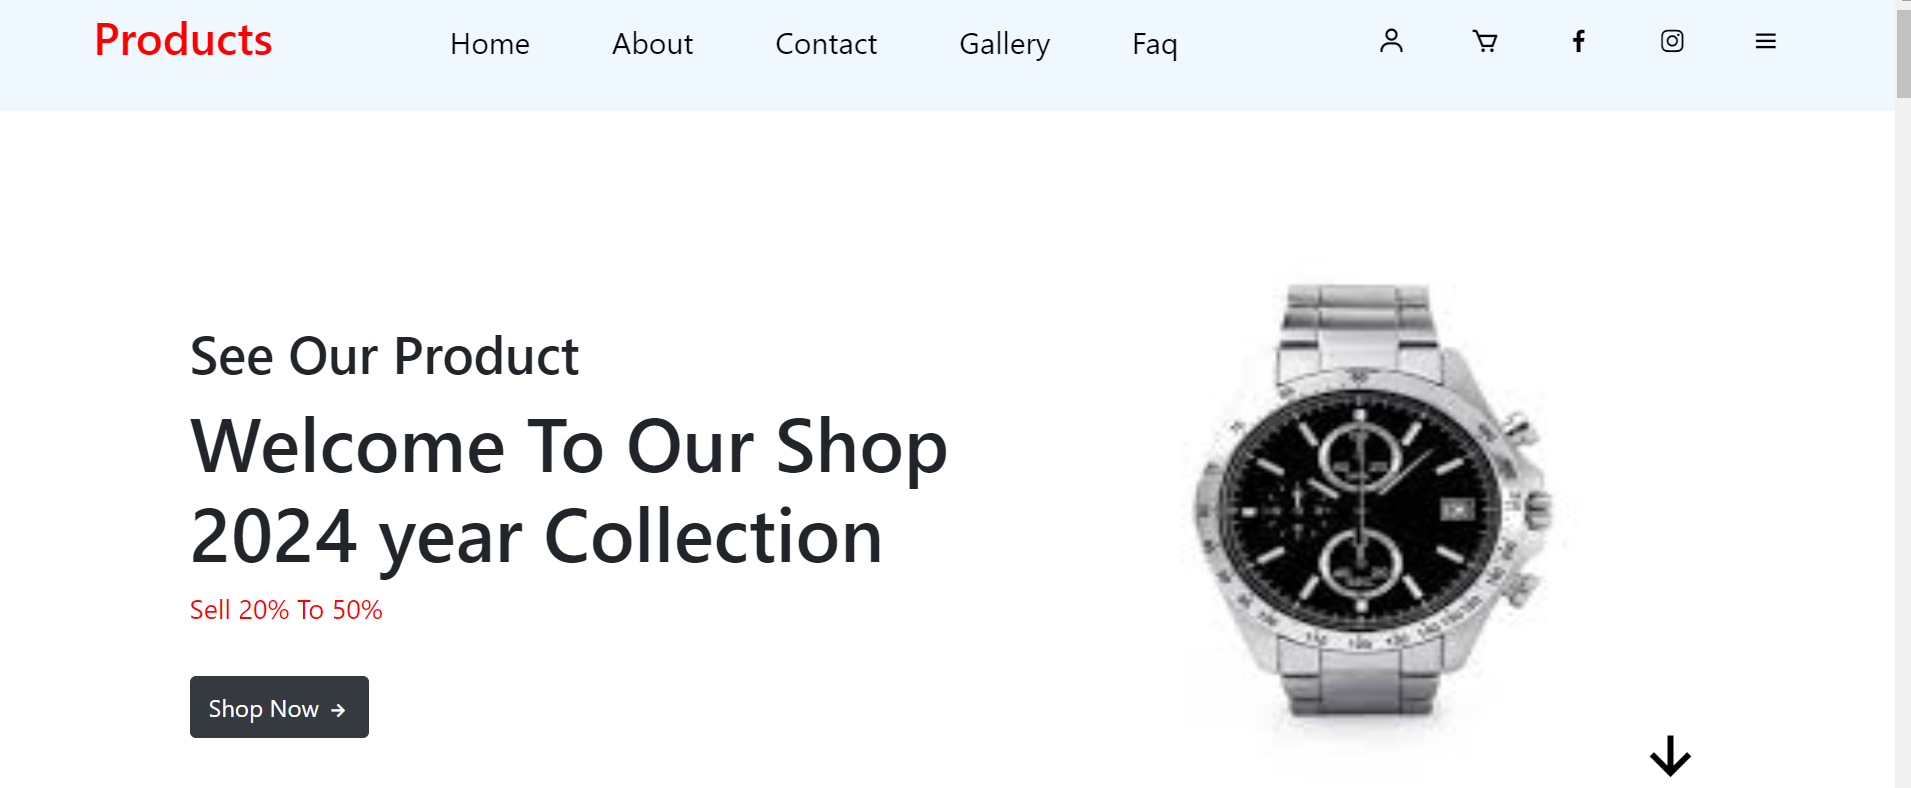 Products
Home About Contact Gallery Faq
See Our Product
Welcome To Our Shop
2024 year Collection
Sell 20% To 50%
Shop Now